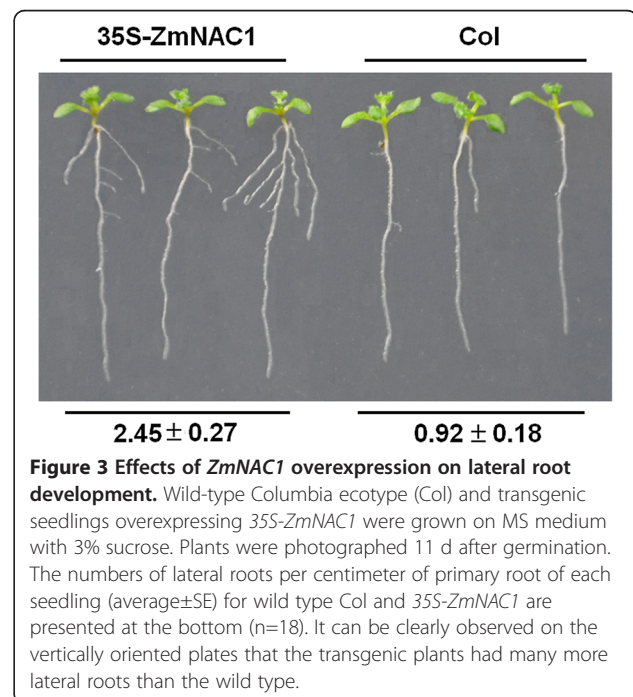 35S-ZmNAC1 Col
2.45 ± 0.27 0.92 ± 0.18
Figure 3 Effects of ZmNAC1 overexpression on lateral root
development. Wild-type Columbia ecotype (Col) and transgenic
seedlings overexpressing 35S-ZmNAC1 were grown on MS medium
with 3% sucrose. Plants were photographed 11 d after germination.
The numbers of lateral roots per centimeter of primary root of each
seedling (average±SE) for wild type Col and 35S-ZmNAC1 are
presented at the bottom (n=18). It can be clearly observed on the
vertically oriented plates that the transgenic plants had many more
lateral roots than the wild type.